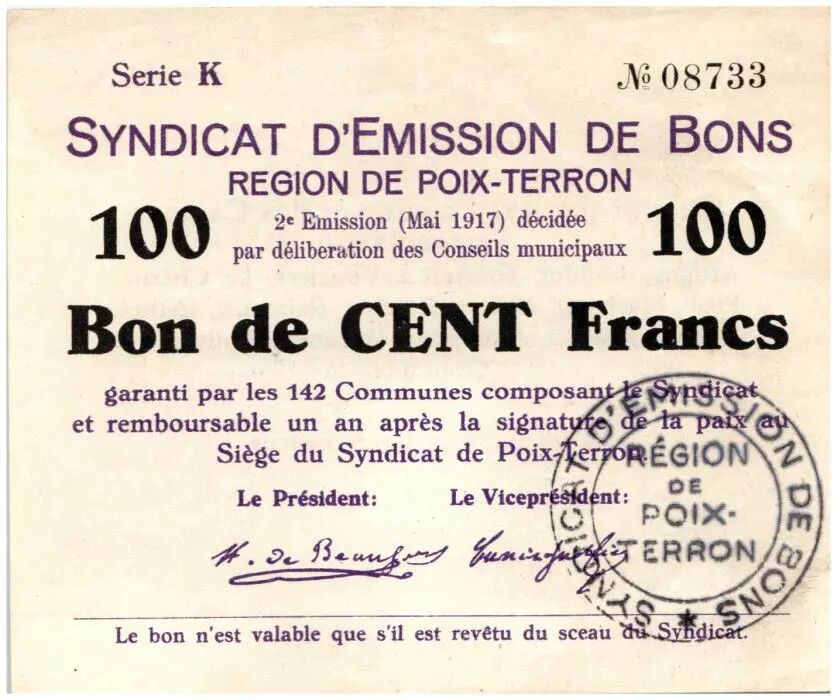 Serie K
№ 08733
SYNDICAT D'EMISSION DE BONS
REGION DE POIX-TERRON
100
2e Emission (Mai 1917) décidée
par déliberation des Conseils municipaux
100
Bon de CENT Francs
garanti par les 142 Communes composant le Syndicat
et remboursable un an après la signature de la paix au
Siège du Syndicat de Poix-Terron.
Le Président:
Le Viceprésident:
SYNDICAT D'EMISSION DE BONS
RÉGION
DE
POIX-
TERRON
Le bon n'est valable que s'il est revêtu du sceau du Syndicat.